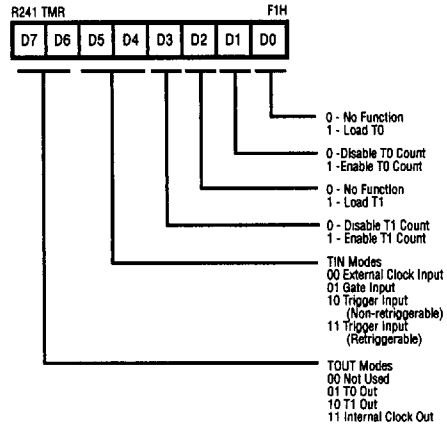 R241 TMR F1H
D7 D6 D5 D4 D3 D2 D1 D0
0 - No Function
1 - Load T0
0 -Disable T0 Count
1 -Enable T0 Count
0 - No Function
1 - Load T1
0 - Disable T1 Count
1 - Enable T1 Count
TIN Modes
00 External Clock Input
01 Gate Input
10 Trigger Input
(Non-retriggerable)
11 Trigger Input
(Retriggerable)
TOUT Modes
00 Not Used
01 T0 Out
10 T1 Out
11 Internal Clock Out